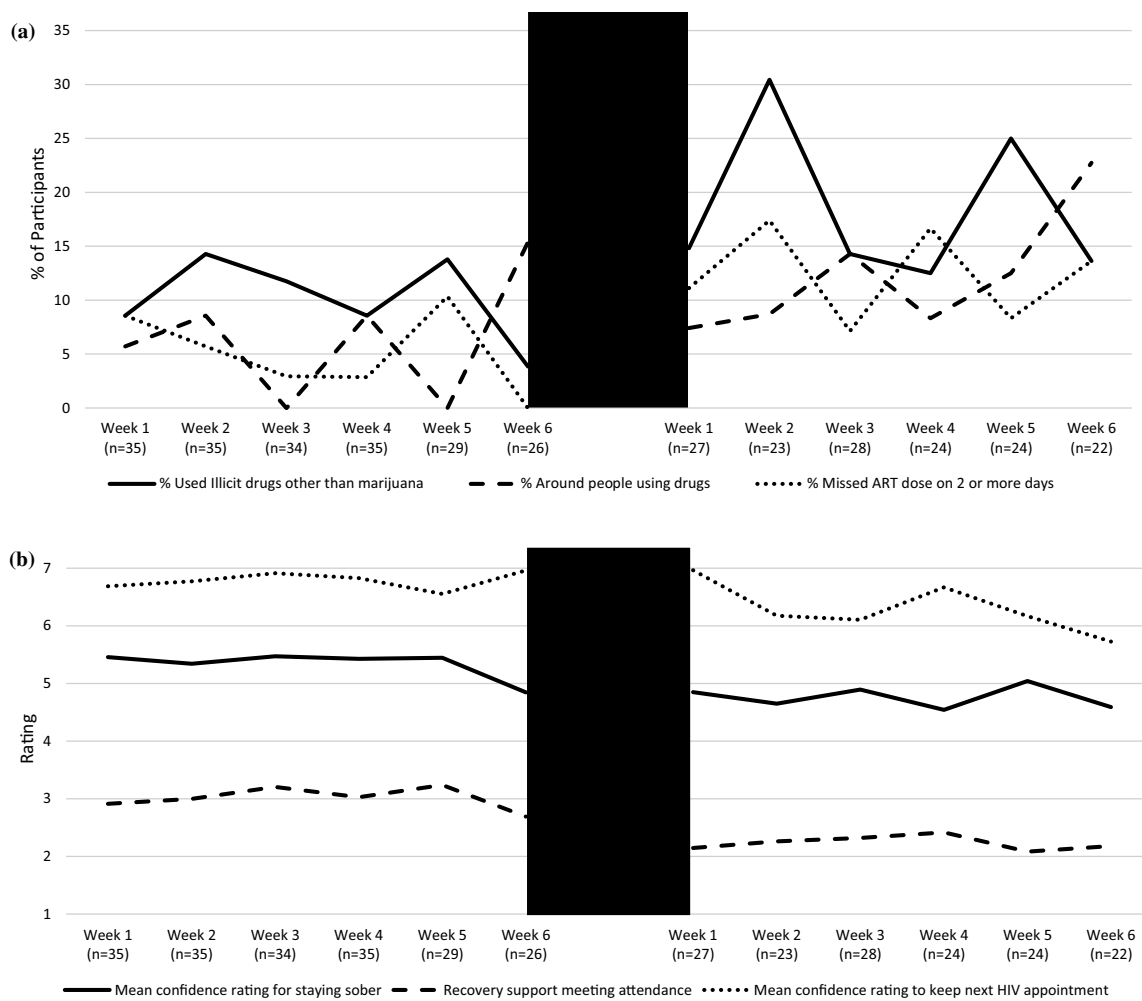 (a)
35
30
25
20
15
10
5
0
% of Participants
Week 1 Week 2 Week 3 Week 4 Week 5 Week 6 Week 1 Week 2 Week 3 Week 4 Week 5 Week 6
(n=35) (n=35) (n=34) (n=35) (n=29) (n=26) (n=27) (n=23) (n=28) (n=24) (n=24) (n=22)
% Used Illicit drugs other than marijuana % Around people using drugs % Missed ART dose on 2 or more days
(b)
7
6
5
4
3
2
1
Rating
Week 1 Week 2 Week 3 Week 4 Week 5 Week 6 Week 1 Week 2 Week 3 Week 4 Week 5 Week 6
(n=35) (n=35) (n=34) (n=35) (n=29) (n=26) (n=27) (n=23) (n=28) (n=24) (n=24) (n=22)
Mean confidence rating for staying sober Recovery support meeting attendance Mean confidence rating to keep next HIV appointment